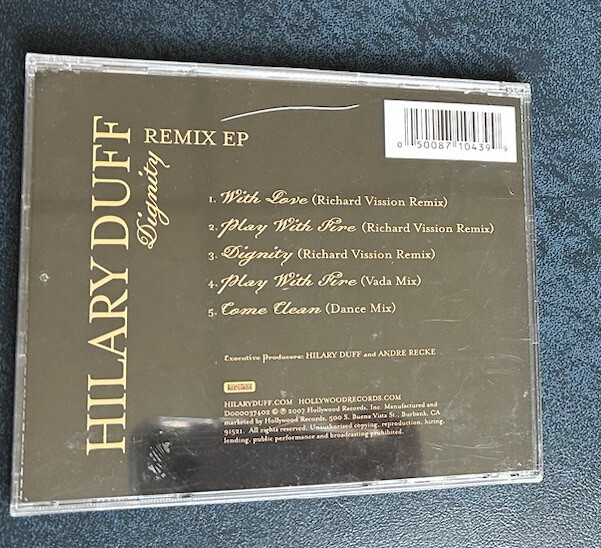 HILARY DUFF
Dignity
REMIX EP
0 50087 10439 9
1. With Love (Richard Vission Remix)
2. Play With Fire (Richard Vission Remix)
3. Dignity (Richard Vission Remix)
4. Play With Fire (Vada Mix)
5. Come Clean (Dance Mix)
Executive Producers: HILARY DUFF and ANDRE RECKE
HILARYDUFF.COM HOLLYWOODRECORDS.COM
D000037402 © ℗ 2007 Hollywood Records, Inc. Manufactured and
marketed by Hollywood Records, 500 S. Buena Vista St., Burbank, CA
91521. All rights reserved. Unauthorized copying, reproduction, hiring,
lending, public performance and broadcasting prohibited.